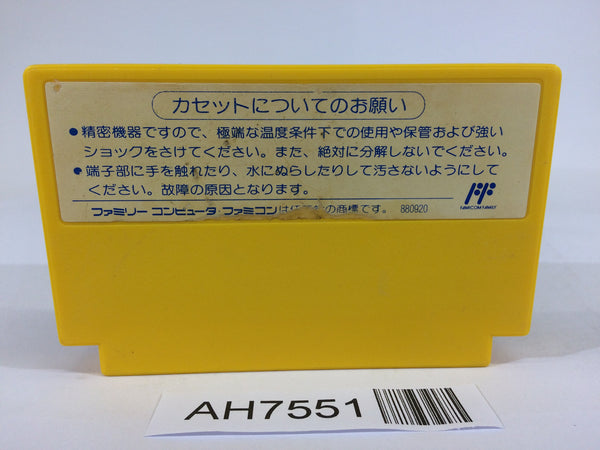 カセットについてのお願い
●精密機器ですので、極端な温度条件下での使用や保管および強い
ショックをさけてください。また、絶対に分解しないでください。
●端子部に手を触れたり、水にぬらしたりして汚さないようにして
ください。故障の原因となります。
FAMICOM FAMILY
ファミリー コンピュータ・ファミコンは任天堂の商標です。 880920
AH7551